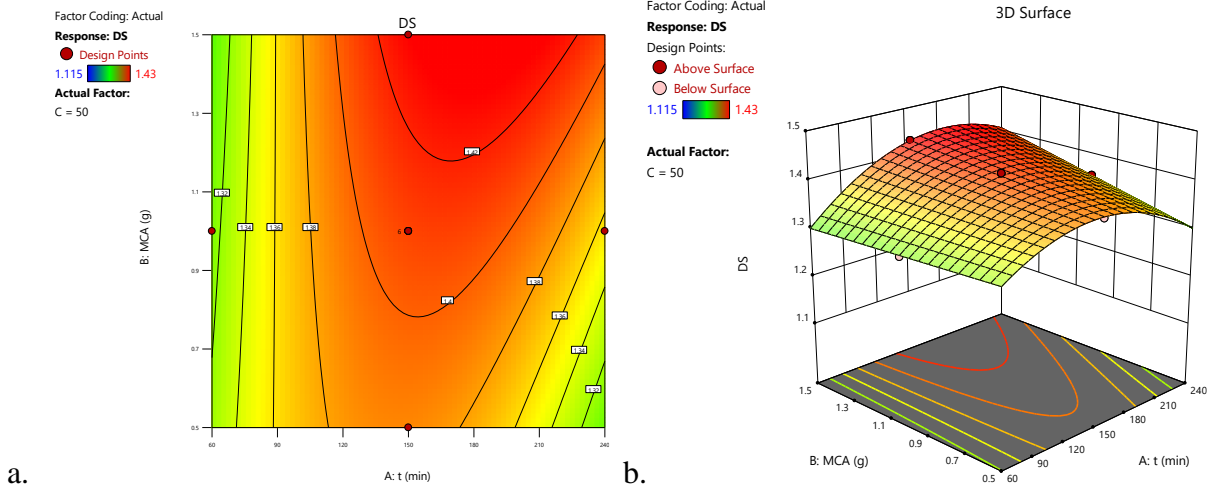 Factor Coding: Actual
Response: DS
Design Points
1.115 1.43
Actual Factor:
C = 50
DS
1.5
1.3
1.1
0.9
0.7
0.5
B: MCA (g)
60 90 120 150 180 210 240
A: t (min)
1.32
1.34
1.36
1.38
1.42
6
1.4
1.38
1.36
1.34
1.32
a.
Factor Coding: Actual
Response: DS
Design Points:
Above Surface
Below Surface
1.115 1.43
Actual Factor:
C = 50
3D Surface
1.5
1.4
1.3
1.2
1.1
DS
1.5
1.3
1.1
0.9
0.7
0.5
B: MCA (g)
60
90
120
150
180
210
240
A: t (min)
b.